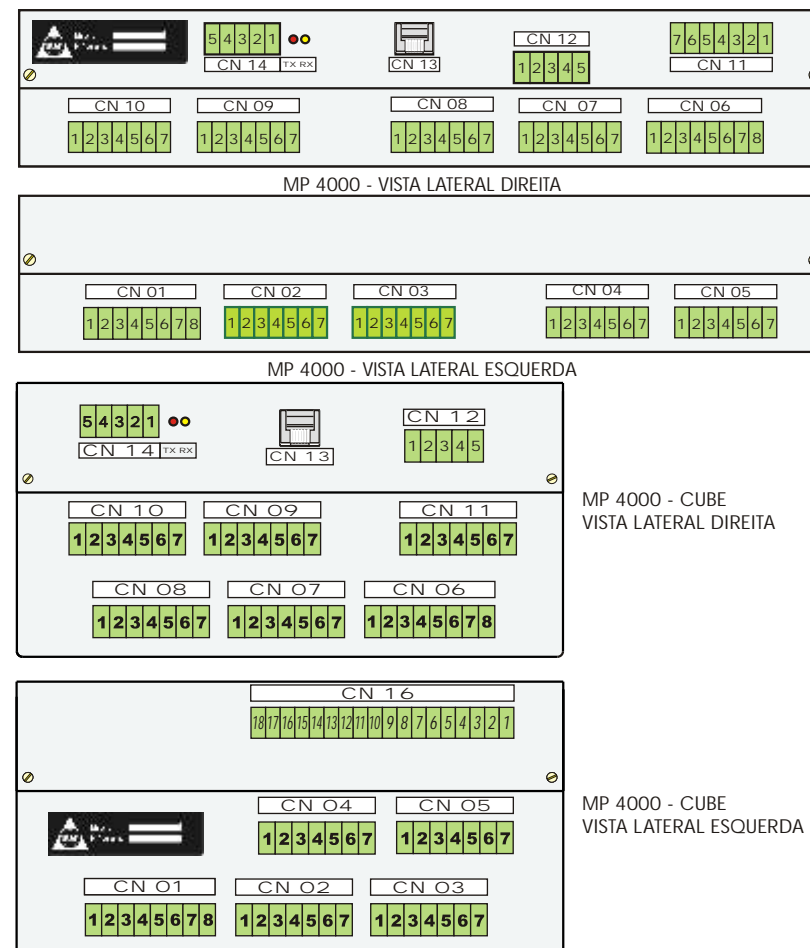 5 4 3 2 1
CN 14 TX RX
CN 13
CN 12
1 2 3 4 5
7 6 5 4 3 2 1
CN 11
CN 10 CN 09 CN 08 CN 07 CN 06
1 2 3 4 5 6 7 1 2 3 4 5 6 7 1 2 3 4 5 6 7 1 2 3 4 5 6 7 1 2 3 4 5 6 7 8
MP 4000 - VISTA LATERAL DIREITA
CN 01 CN 02 CN 03 CN 04 CN 05
1 2 3 4 5 6 7 8 1 2 3 4 5 6 7 1 2 3 4 5 6 7 1 2 3 4 5 6 7 1 2 3 4 5 6 7
MP 4000 - VISTA LATERAL ESQUERDA
5 4 3 2 1
CN 14 TX RX
CN 13
CN 12
1 2 3 4 5
CN 10 CN 09 CN 11
1 2 3 4 5 6 7 1 2 3 4 5 6 7 1 2 3 4 5 6 7
CN 08 CN 07 CN 06
1 2 3 4 5 6 7 1 2 3 4 5 6 7 1 2 3 4 5 6 7 8
MP 4000 - CUBE
VISTA LATERAL DIREITA
CN 16
18 17 16 15 14 13 12 11 10 9 8 7 6 5 4 3 2 1
CN 04 CN 05
1 2 3 4 5 6 7 1 2 3 4 5 6 7
CN 01 CN 02 CN 03
1 2 3 4 5 6 7 8 1 2 3 4 5 6 7 1 2 3 4 5 6 7
MP 4000 - CUBE
VISTA LATERAL ESQUERDA